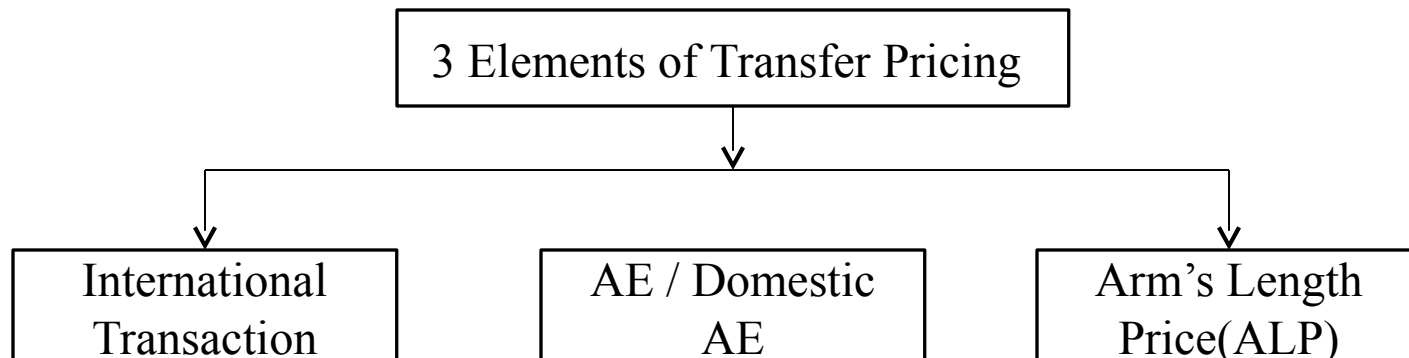 3 Elements of Transfer Pricing
International
Transaction
AE / Domestic
AE
Arm’s Length
Price(ALP)